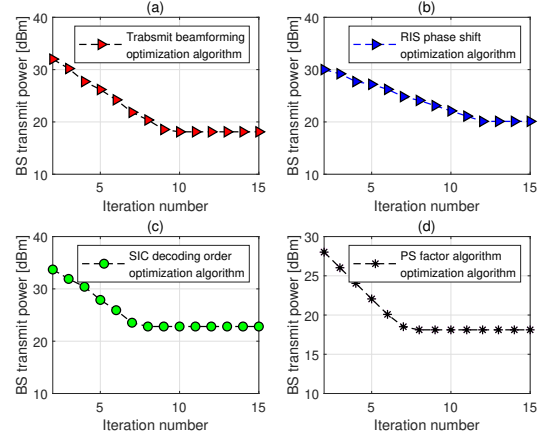 (a)
BS transmit power [dBm]
40
30
20
10
Trabsmit beamforming
optimization algorithm
5
10
15
Iteration number
(b)
BS transmit power [dBm]
40
30
20
10
RIS phase shift
optimization algorithm
5
10
15
Iteration number
(c)
BS transmit power [dBm]
40
30
20
10
SIC decoding order
optimization algorithm
5
10
15
Iteration number
(d)
BS transmit power [dBm]
30
25
20
15
10
PS factor algorithm
optimization algorithm
5
10
15
Iteration number